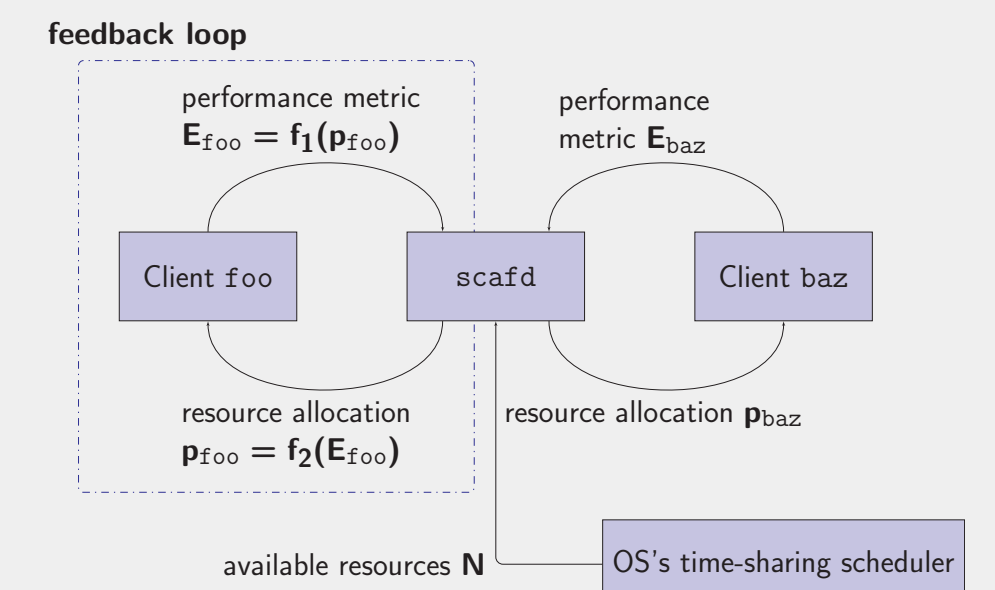 feedback loop
performance metric
E_foo = f_1(p_foo)
performance
metric E_baz
Client foo
scafd
Client baz
resource allocation
p_foo = f_2(E_foo)
resource allocation p_baz
available resources N
OS's time-sharing scheduler